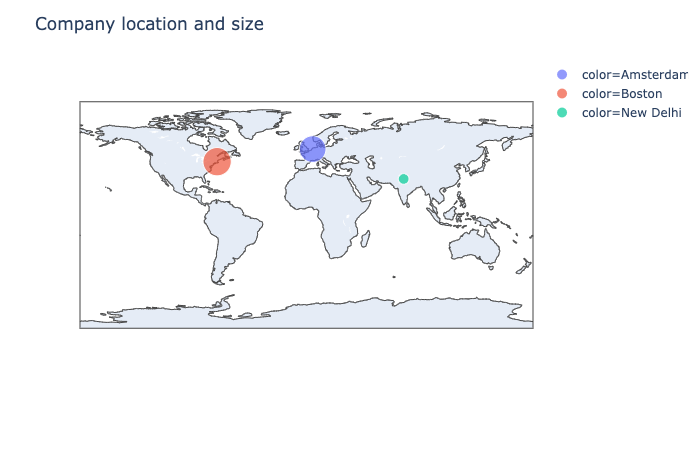 Company location and size
color=Amsterdam
color=Boston
color=New Delhi